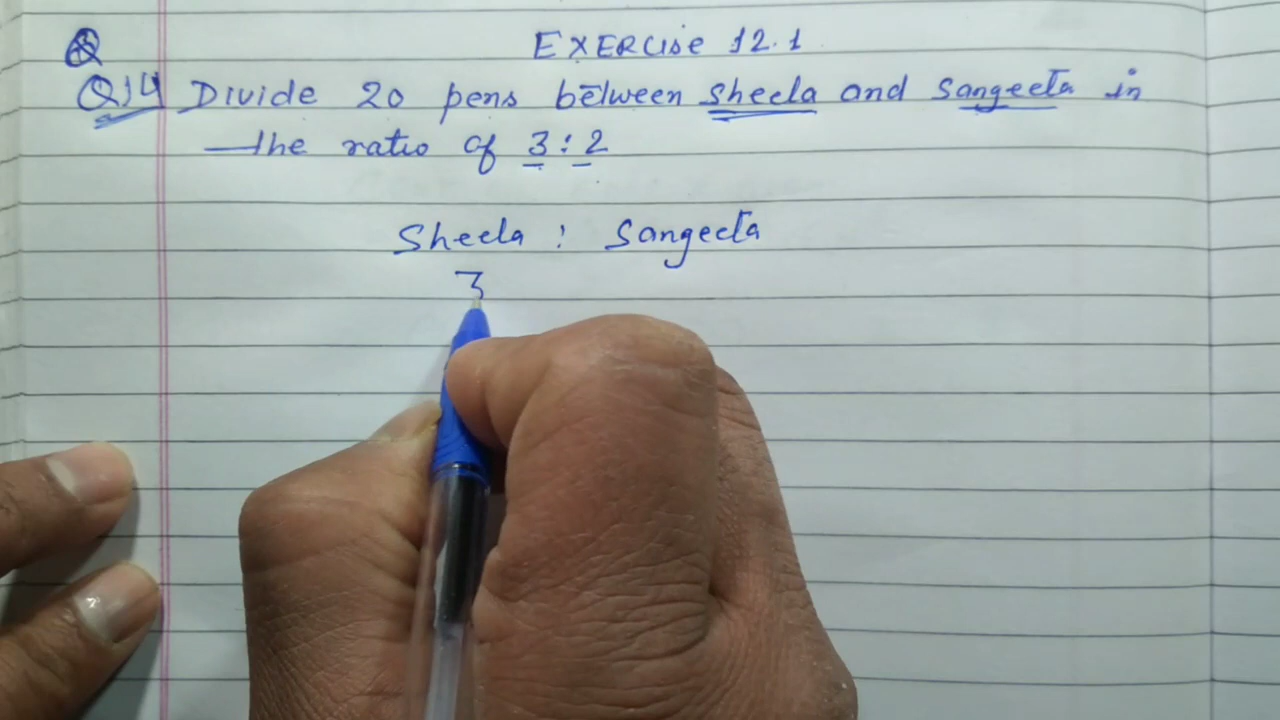 EXERCISE 12.1
Q14 Divide 20 pens between Sheela and Sangeeta in
the ratio of 3:2
Sheela : Sangeeta
3